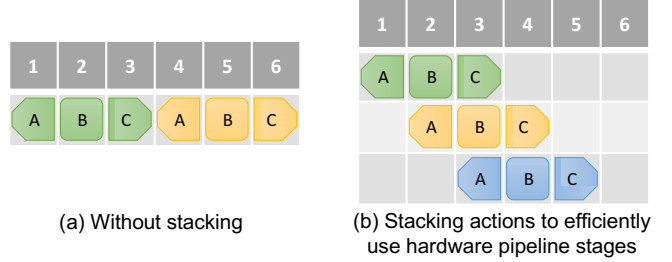 1 2 3 4 5 6
A B C A B C
(a) Without stacking
1 2 3 4 5 6
A B C
A B C
A B C
(b) Stacking actions to efficiently
use hardware pipeline stages